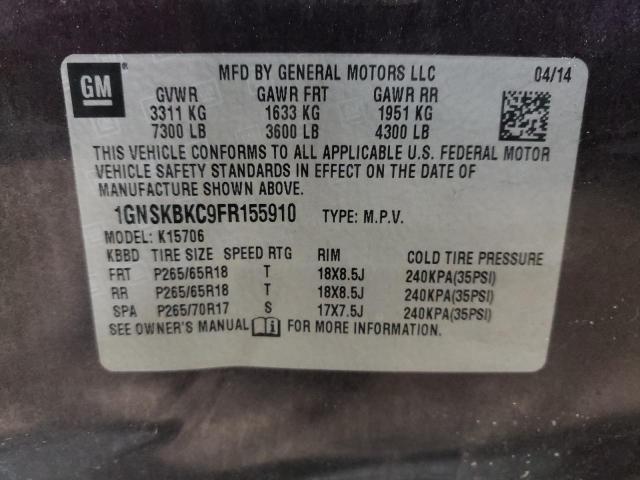 GM
MFD BY GENERAL MOTORS LLC 04/14
GVWR GAWR FRT GAWR RR
3311 KG 1633 KG 1951 KG
7300 LB 3600 LB 4300 LB
THIS VEHICLE CONFORMS TO ALL APPLICABLE U.S. FEDERAL MOTOR
VEHICLE SAFETY STANDARDS IN EFFECT ON THE DATE OF
MANUFACTURE SHOWN ABOVE.
1GNSKBKC9FR155910 TYPE: M.P.V.
MODEL: K15706
KBBD TIRE SIZE SPEED RTG RIM COLD TIRE PRESSURE
FRT P265/65R18 T 18X8.5J 240KPA(35PSI)
RR P265/65R18 T 18X8.5J 240KPA(35PSI)
SPA P265/70R17 S 17X7.5J 240KPA(35PSI)
SEE OWNER'S MANUAL FOR MORE INFORMATION.